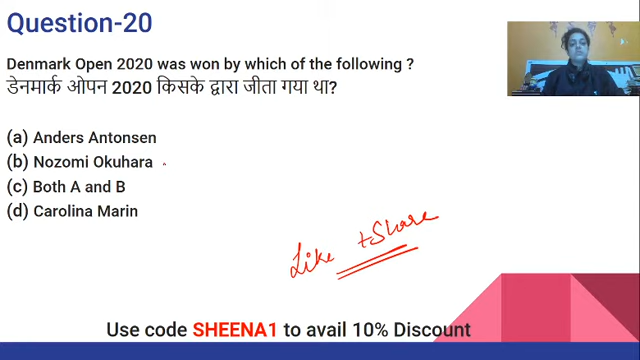 Question-20
Denmark Open 2020 was won by which of the following ?
डेनमार्क ओपन 2020 किसके द्वारा जीता गया था?
(a) Anders Antonsen
(b) Nozomi Okuhara
(c) Both A and B
(d) Carolina Marin
Like +Share
Use code SHEENA1 to avail 10% Discount